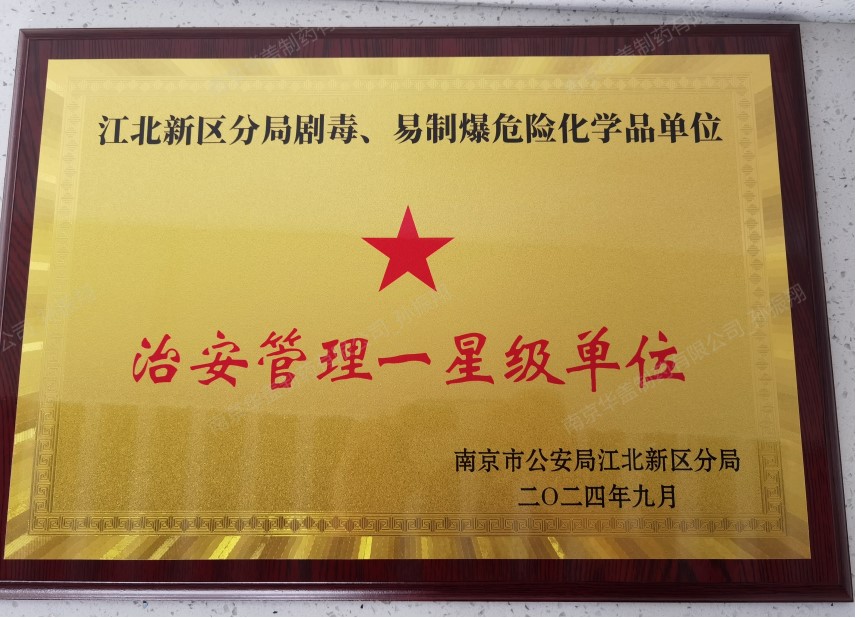 江北新区分局剧毒、易制爆危险化学品单位
治安管理一星级单位
南京市公安局江北新区分局
二〇二四年九月